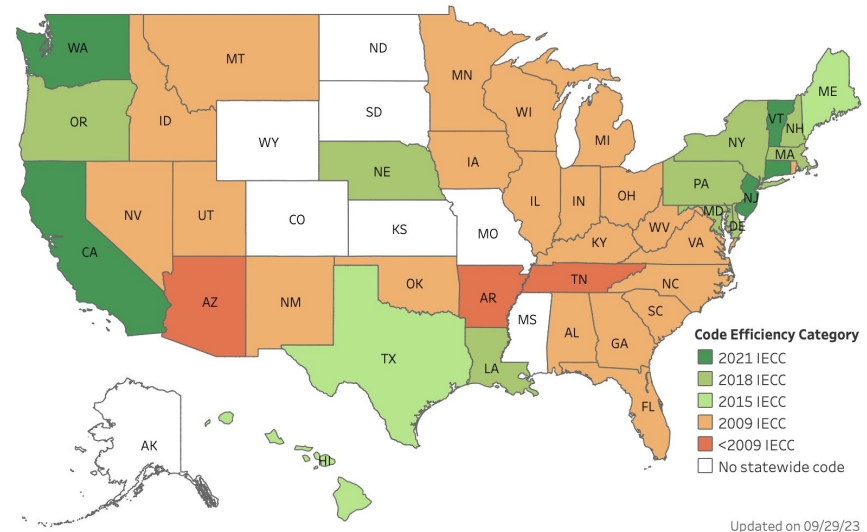 WA
MT
ND
MN
ME
OR
ID
SD
WI
VT
NH
WY
MI
NY
MA
NE
IA
PA
NJ
NV
UT
CO
IL
IN
OH
MD
DE
CA
KS
MO
WV
KY
VA
AZ
NM
OK
AR
TN
NC
MS
AL
SC
GA
TX
LA
FL
AK
HI
Code Efficiency Category
2021 IECC
2018 IECC
2015 IECC
2009 IECC
<2009 IECC
No statewide code
Updated on 09/29/23